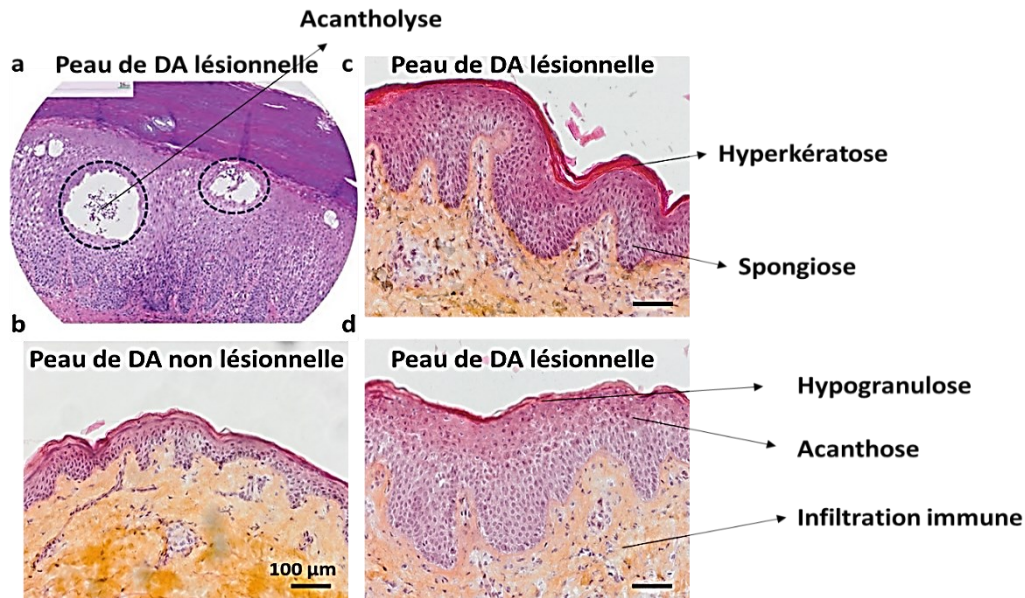 Acantholyse
a
Peau de DA lésionnelle
c
Peau de DA lésionnelle
Hyperkératose
Spongiose
b
Peau de DA non lésionnelle
100 µm
d
Peau de DA lésionnelle
Hypogranulose
Acanthose
Infiltration immune